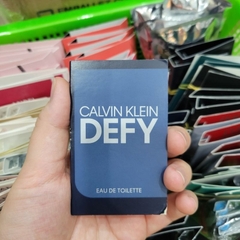 CALVIN KLEIN
DEFY
EAU DE TOILETTE